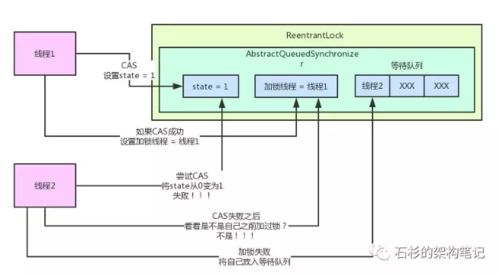 ReentrantLock
AbstractQueuedSynchronize
r
线程1
CAS
设置state = 1
state = 1
加锁线程 = 线程1
等待队列
线程2
XXX
XXX
如果CAS成功
设置加锁线程 = 线程1
线程2
尝试CAS
将state从0变为1
失败！！！
CAS失败之后
看看是不是自己之前加过锁？
不是！！！
加锁失败
将自己放入等待队列
石杉的架构笔记